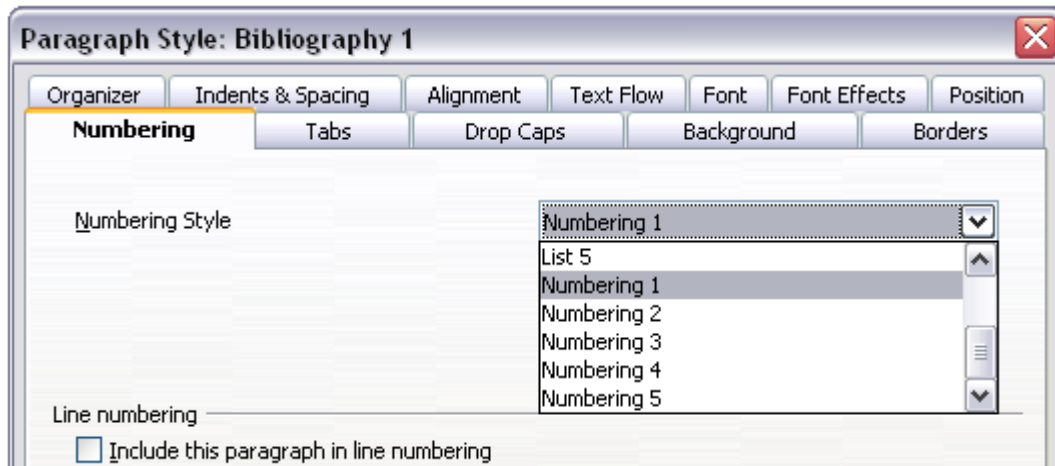 Paragraph Style: Bibliography 1
Organizer Indents & Spacing Alignment Text Flow Font Font Effects Position
Numbering Tabs Drop Caps Background Borders
Numbering Style Numbering 1
List 5
Numbering 1
Numbering 2
Numbering 3
Numbering 4
Numbering 5
Line numbering
Include this paragraph in line numbering